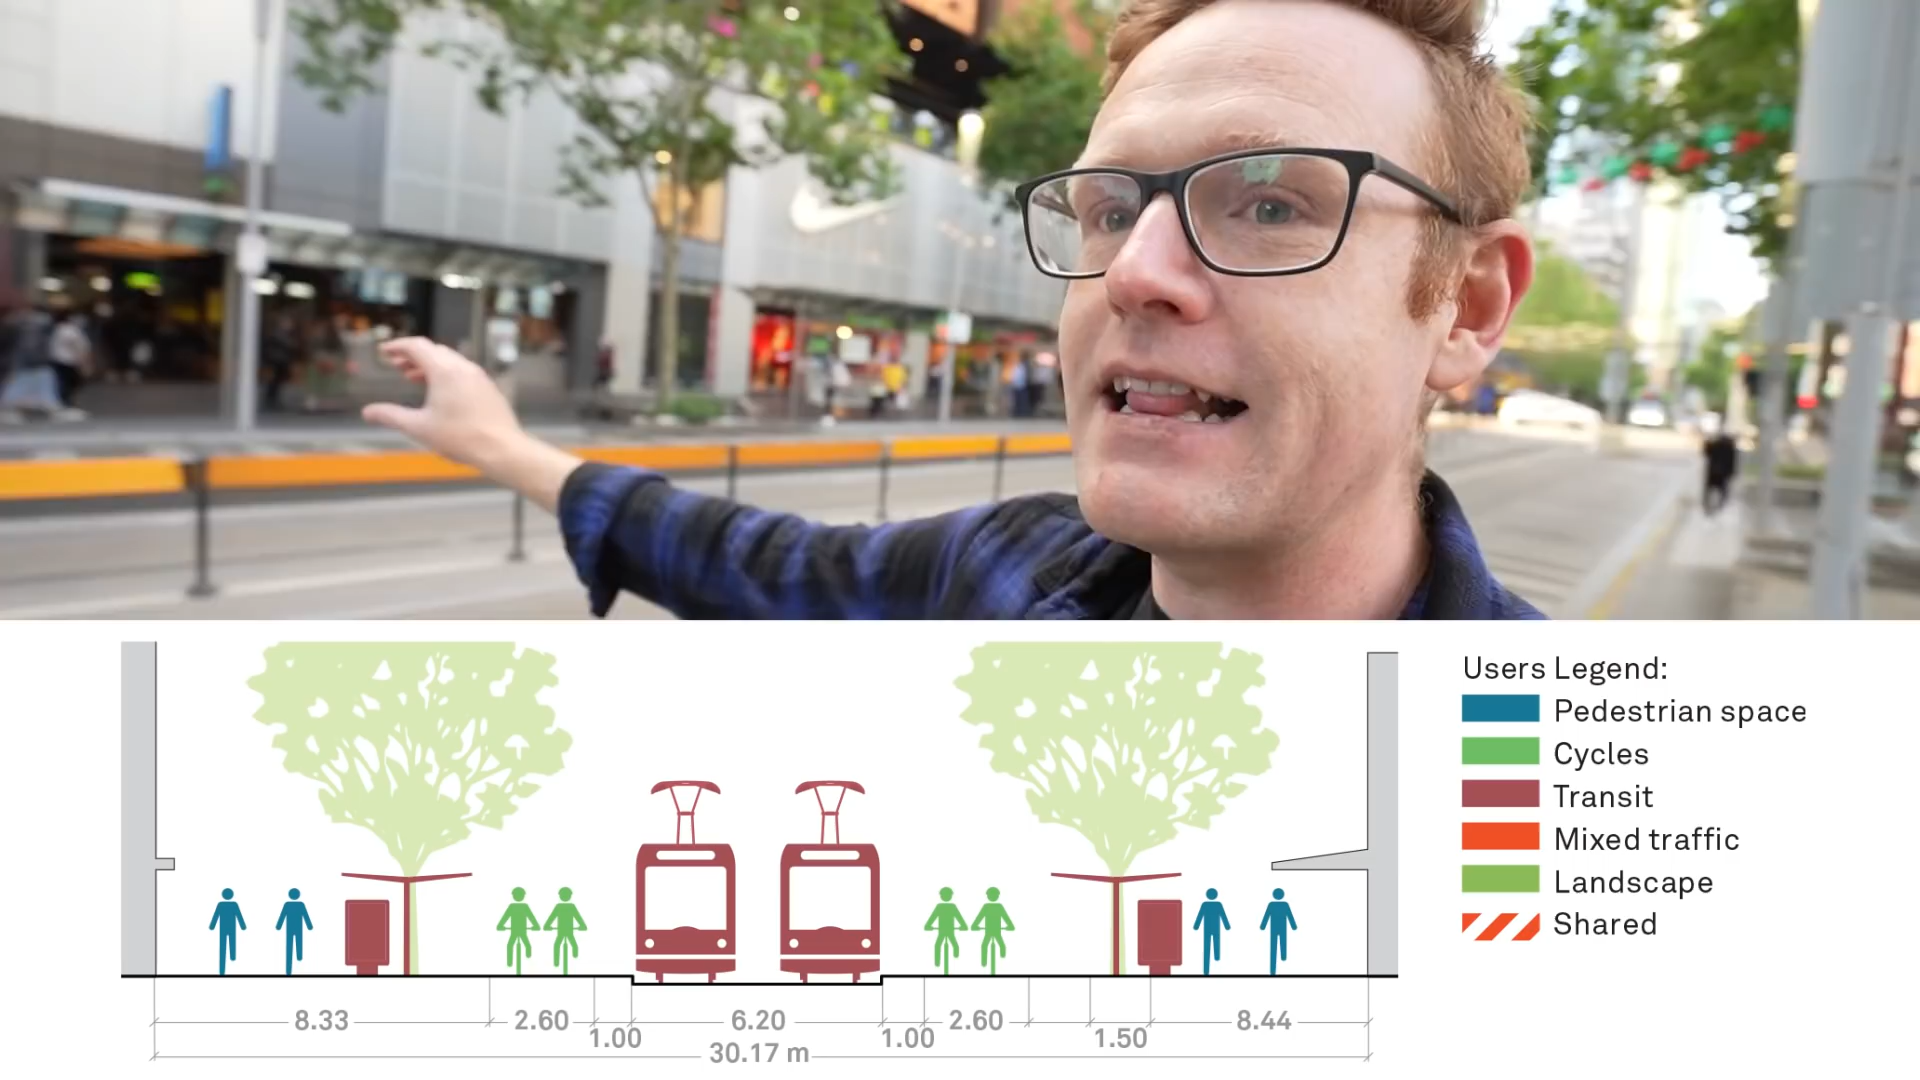 Users Legend:
Pedestrian space
Cycles
Transit
Mixed traffic
Landscape
Shared
8.33
2.60
1.00
6.20
1.00
2.60
1.50
8.44
30.17 m